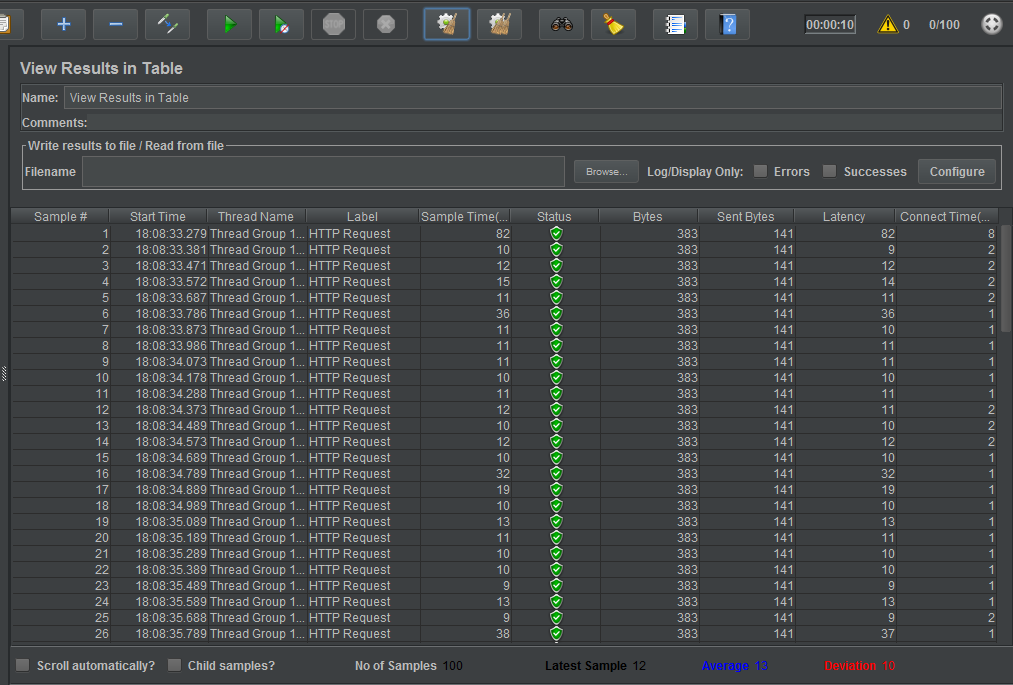 STOP
00:00:10 0 0/100
View Results in Table
Name: View Results in Table
Comments:
Write results to file / Read from file
Filename Browse... Log/Display Only: Errors Successes Configure
Sample # Start Time Thread Name Label Sample Time(... Status Bytes Sent Bytes Latency Connect Time(...
1 18:08:33.279 Thread Group 1... HTTP Request 82 383 141 82 8
2 18:08:33.381 Thread Group 1... HTTP Request 10 383 141 9 2
3 18:08:33.471 Thread Group 1... HTTP Request 12 383 141 12 2
4 18:08:33.572 Thread Group 1... HTTP Request 15 383 141 14 2
5 18:08:33.687 Thread Group 1... HTTP Request 11 383 141 11 2
6 18:08:33.786 Thread Group 1... HTTP Request 36 383 141 36 1
7 18:08:33.873 Thread Group 1... HTTP Request 11 383 141 10 1
8 18:08:33.986 Thread Group 1... HTTP Request 11 383 141 11 1
9 18:08:34.073 Thread Group 1... HTTP Request 11 383 141 11 1
10 18:08:34.178 Thread Group 1... HTTP Request 10 383 141 10 1
11 18:08:34.288 Thread Group 1... HTTP Request 11 383 141 11 1
12 18:08:34.373 Thread Group 1... HTTP Request 12 383 141 11 2
13 18:08:34.489 Thread Group 1... HTTP Request 10 383 141 10 2
14 18:08:34.573 Thread Group 1... HTTP Request 12 383 141 12 2
15 18:08:34.689 Thread Group 1... HTTP Request 10 383 141 10 1
16 18:08:34.789 Thread Group 1... HTTP Request 32 383 141 32 1
17 18:08:34.889 Thread Group 1... HTTP Request 19 383 141 19 1
18 18:08:34.989 Thread Group 1... HTTP Request 10 383 141 10 1
19 18:08:35.089 Thread Group 1... HTTP Request 13 383 141 13 1
20 18:08:35.189 Thread Group 1... HTTP Request 11 383 141 11 1
21 18:08:35.289 Thread Group 1... HTTP Request 10 383 141 10 1
22 18:08:35.389 Thread Group 1... HTTP Request 10 383 141 10 1
23 18:08:35.489 Thread Group 1... HTTP Request 9 383 141 9 1
24 18:08:35.589 Thread Group 1... HTTP Request 13 383 141 13 1
25 18:08:35.688 Thread Group 1... HTTP Request 9 383 141 9 2
26 18:08:35.789 Thread Group 1... HTTP Request 38 383 141 37 1
Scroll automatically? Child samples? No of Samples 100 Latest Sample 12 Average 13 Deviation 10